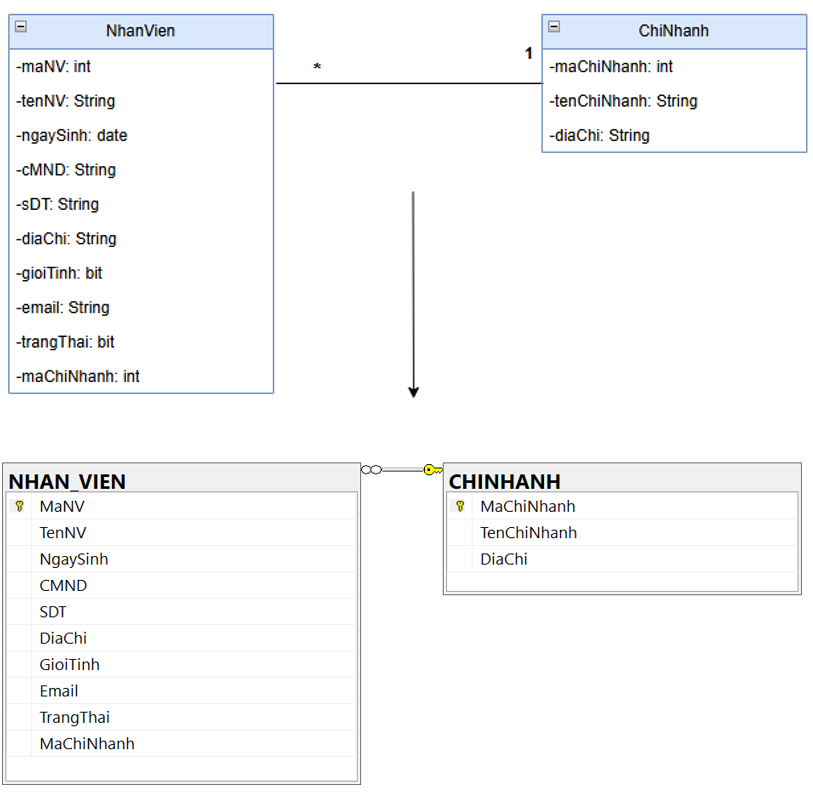 NhanVien
-maNV: int
-tenNV: String
-ngaySinh: date
-cMND: String
-sDT: String
-diaChi: String
-gioiTinh: bit
-email: String
-trangThai: bit
-maChiNhanh: int
*
1
ChiNhanh
-maChiNhanh: int
-tenChiNhanh: String
-diaChi: String
NHAN_VIEN
MaNV
TenNV
NgaySinh
CMND
SDT
DiaChi
GioiTinh
Email
TrangThai
MaChiNhanh
CHINHANH
MaChiNhanh
TenChiNhanh
DiaChi